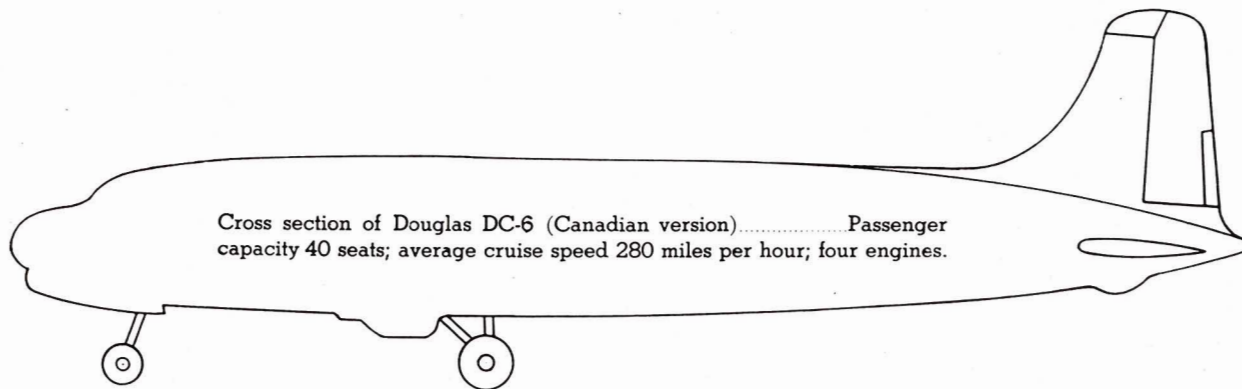 Cross section of Douglas DC-6 (Canadian version)....................Passenger
capacity 40 seats; average cruise speed 280 miles per hour; four engines.